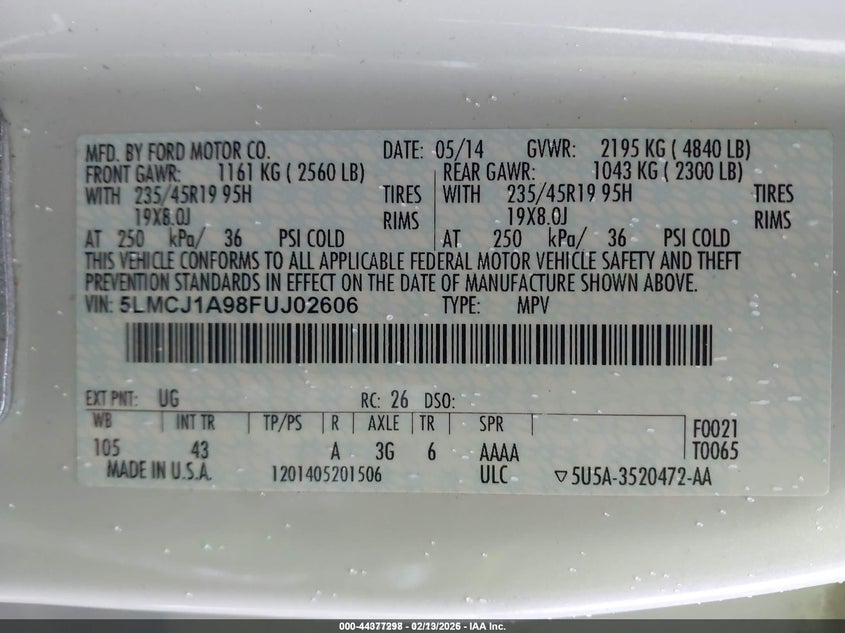 MFD. BY FORD MOTOR CO. DATE: 05/14 GVWR: 2195 KG ( 4840 LB)
FRONT GAWR: 1161 KG ( 2560 LB) REAR GAWR: 1043 KG ( 2300 LB)
WITH 235/45R19 95H TIRES WITH 235/45R19 95H TIRES
19X8.0J RIMS 19X8.0J RIMS
AT 250 kPa/ 36 PSI COLD AT 250 kPa/ 36 PSI COLD
THIS VEHICLE CONFORMS TO ALL APPLICABLE FEDERAL MOTOR VEHICLE SAFETY AND THEFT
PREVENTION STANDARDS IN EFFECT ON THE DATE OF MANUFACTURE SHOWN ABOVE.
VIN: 5LMCJ1A98FUJ02606 TYPE: MPV
EXT PNT: UG RC: 26 DSO:
WB INT TR TP/PS R AXLE TR SPR F0021
105 43 A 3G 6 AAAA T0065
MADE IN U.S.A. 1201405201506 ULC ▽5U5A-3520472-AA
000-44377298 - 02/13/2026 - IAA Inc.